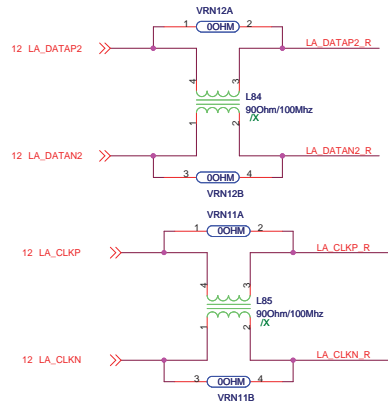 VRN12A
1 0OHM 2
12 LA_DATAP2 LA_DATAP2_R
4 3
L84
90Ohm/100Mhz
/X
1 2
12 LA_DATAN2 LA_DATAN2_R
3 0OHM 4
VRN12B
VRN11A
1 0OHM 2
12 LA_CLKP LA_CLKP_R
4 3
L85
90Ohm/100Mhz
/X
1 2
12 LA_CLKN LA_CLKN_R
3 0OHM 4
VRN11B